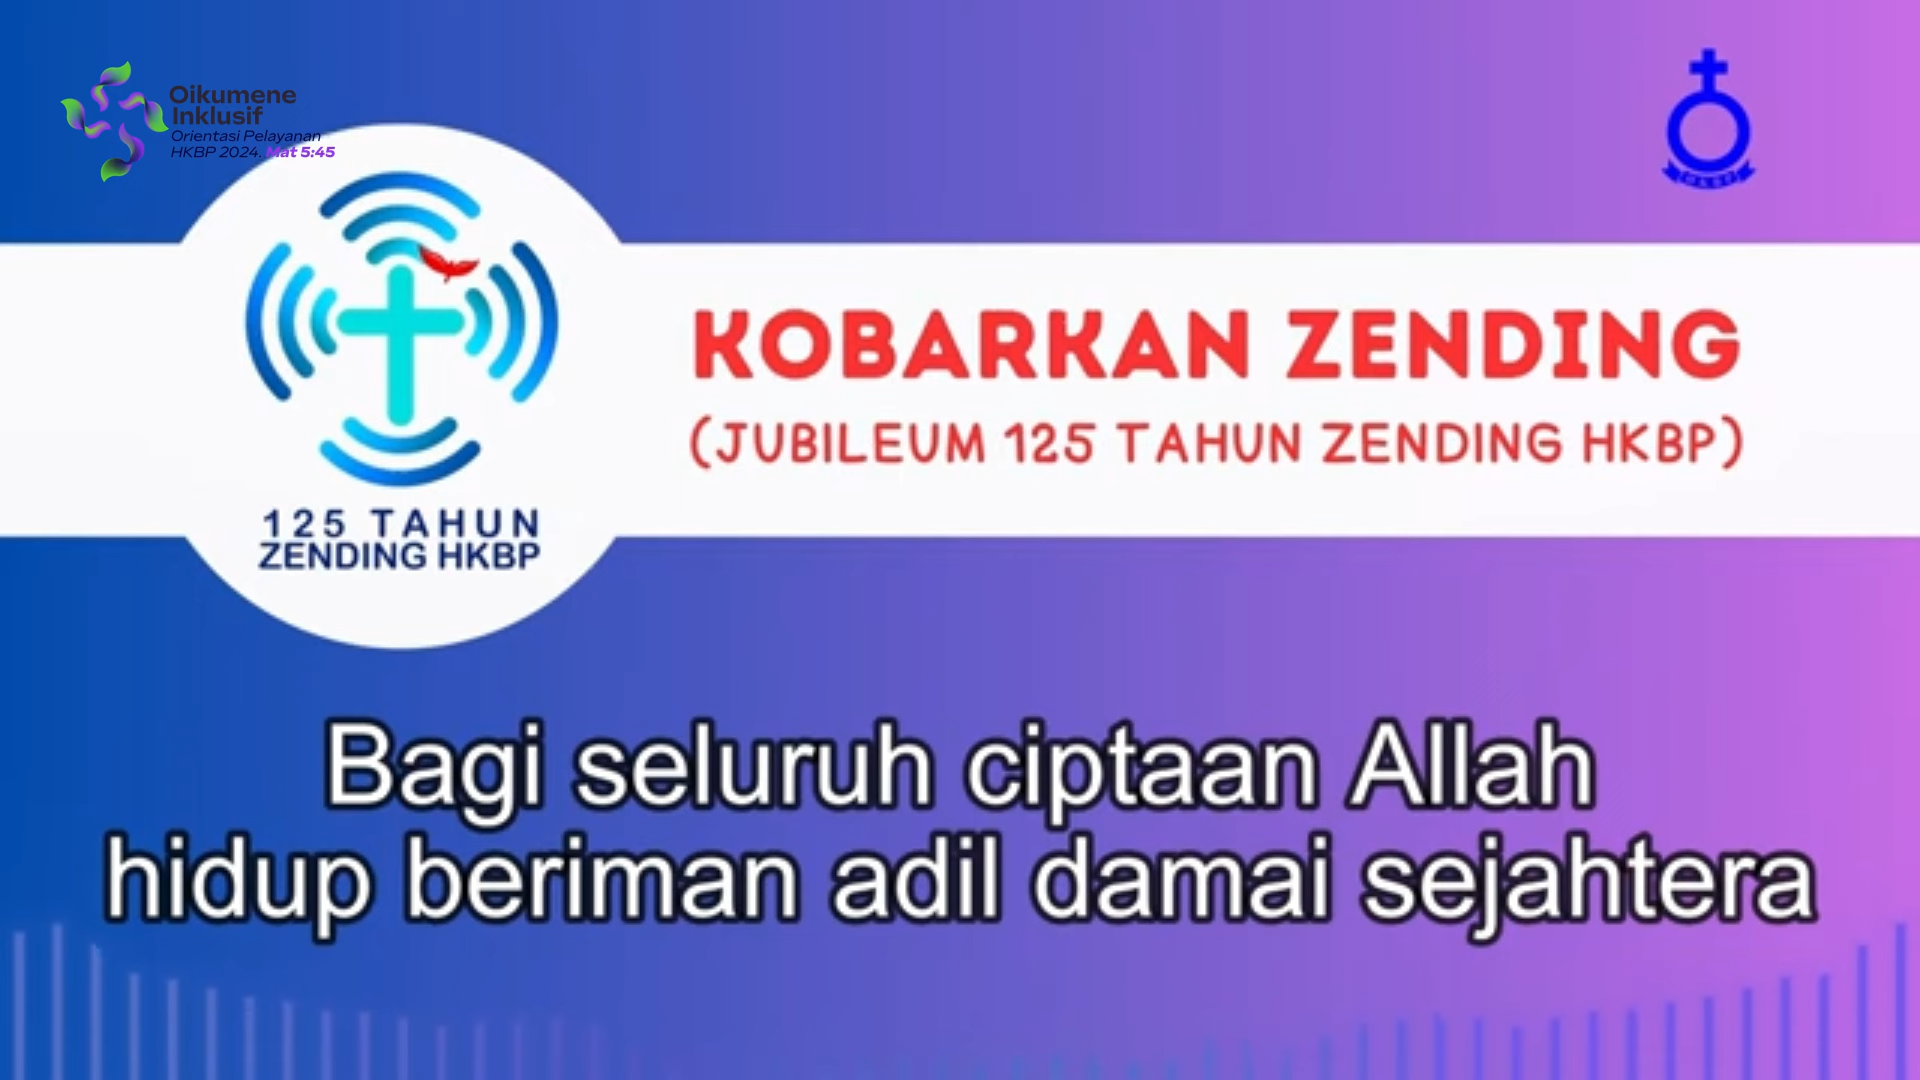 Oikumene
Inklusif
Orientasi Pelayanan
HKBP 2024. Mat 5:45
KOBARKAN ZENDING
(JUBILEUM 125 TAHUN ZENDING HKBP)
125 TAHUN
ZENDING HKBP
Bagi seluruh ciptaan Allah
hidup beriman adil damai sejahtera